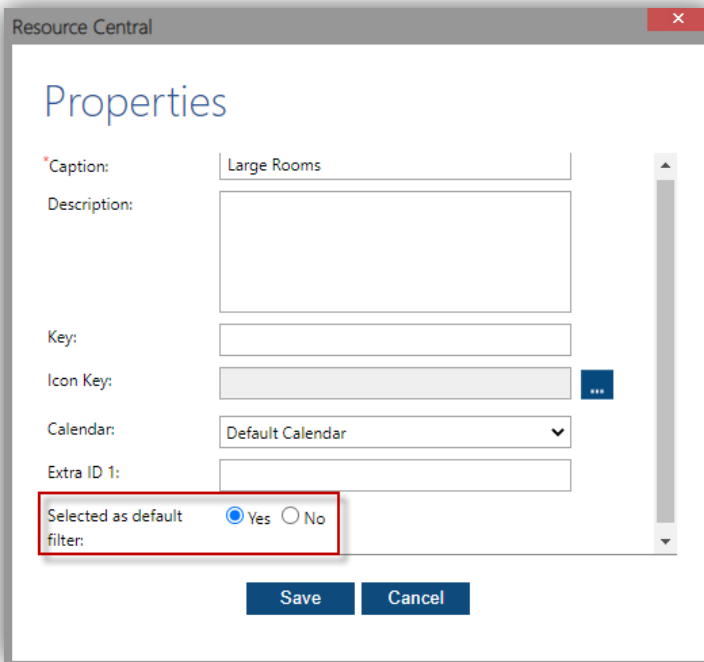 Resource Central
Properties
*Caption: Large Rooms
Description:
Key:
Icon Key: ...
Calendar: Default Calendar
Extra ID 1:
Selected as default Yes No
filter:
Save Cancel